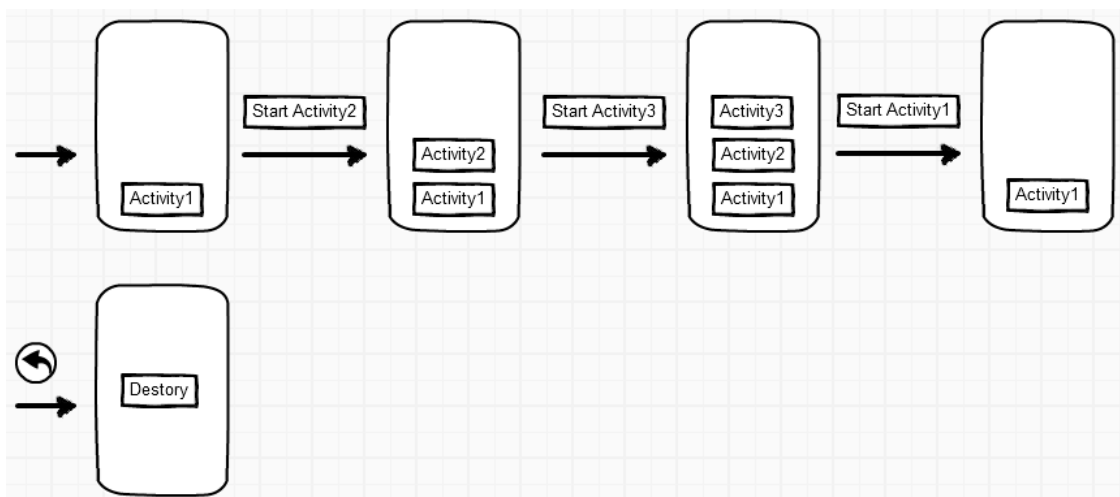 Start Activity2
Start Activity3
Activity3
Start Activity1
Activity2
Activity2
Activity1
Activity1
Activity1
Activity1
Destory